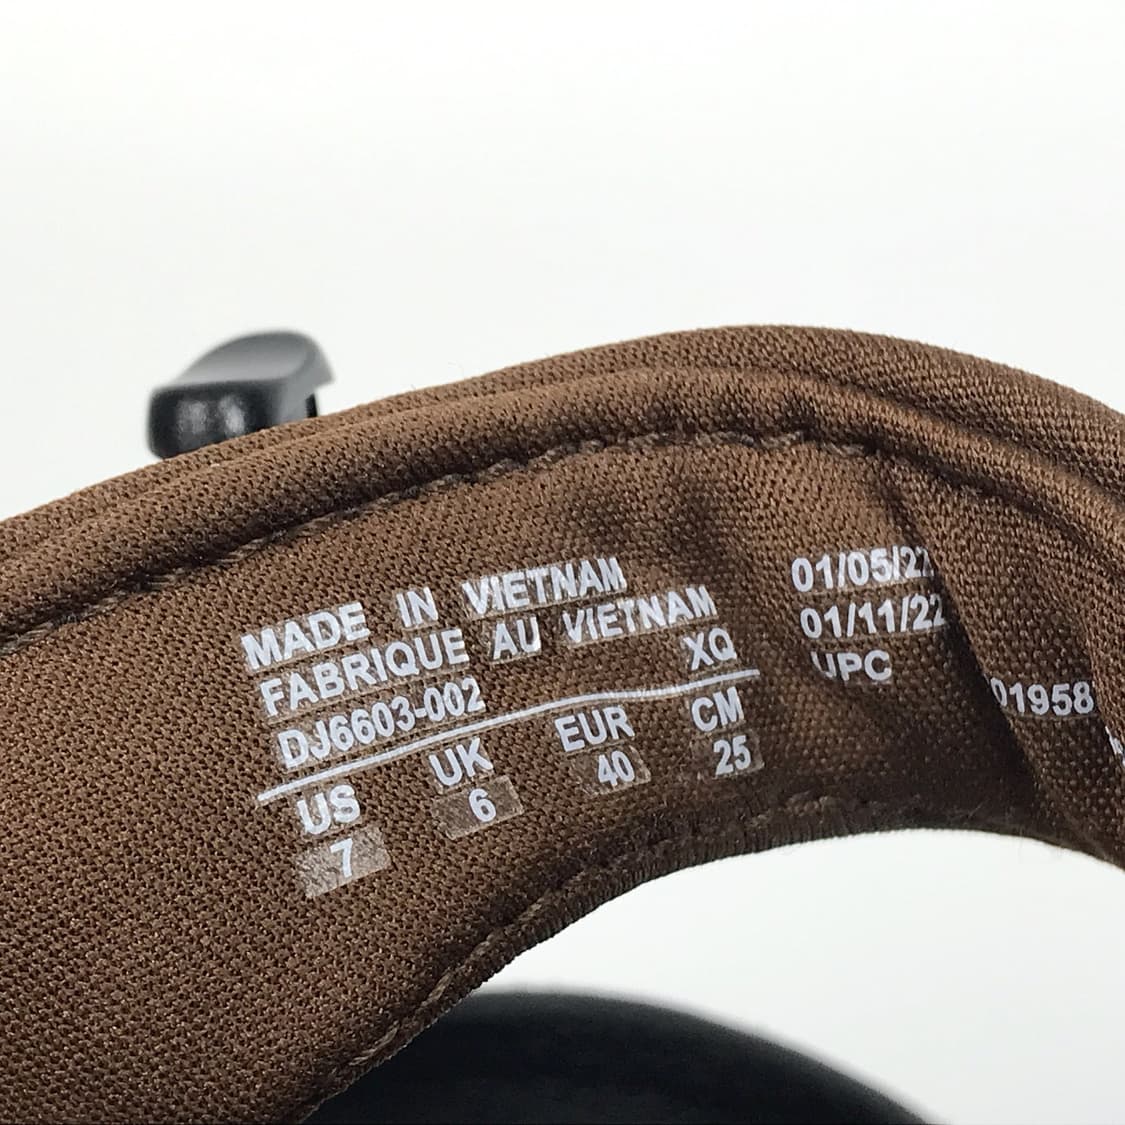 MADE IN VIETNAM
FABRIQUE AU VIETNAM
DJ6603-002 XQ
US UK EUR CM
7 6 40 25
01/05/22
01/11/22
UPC
01958